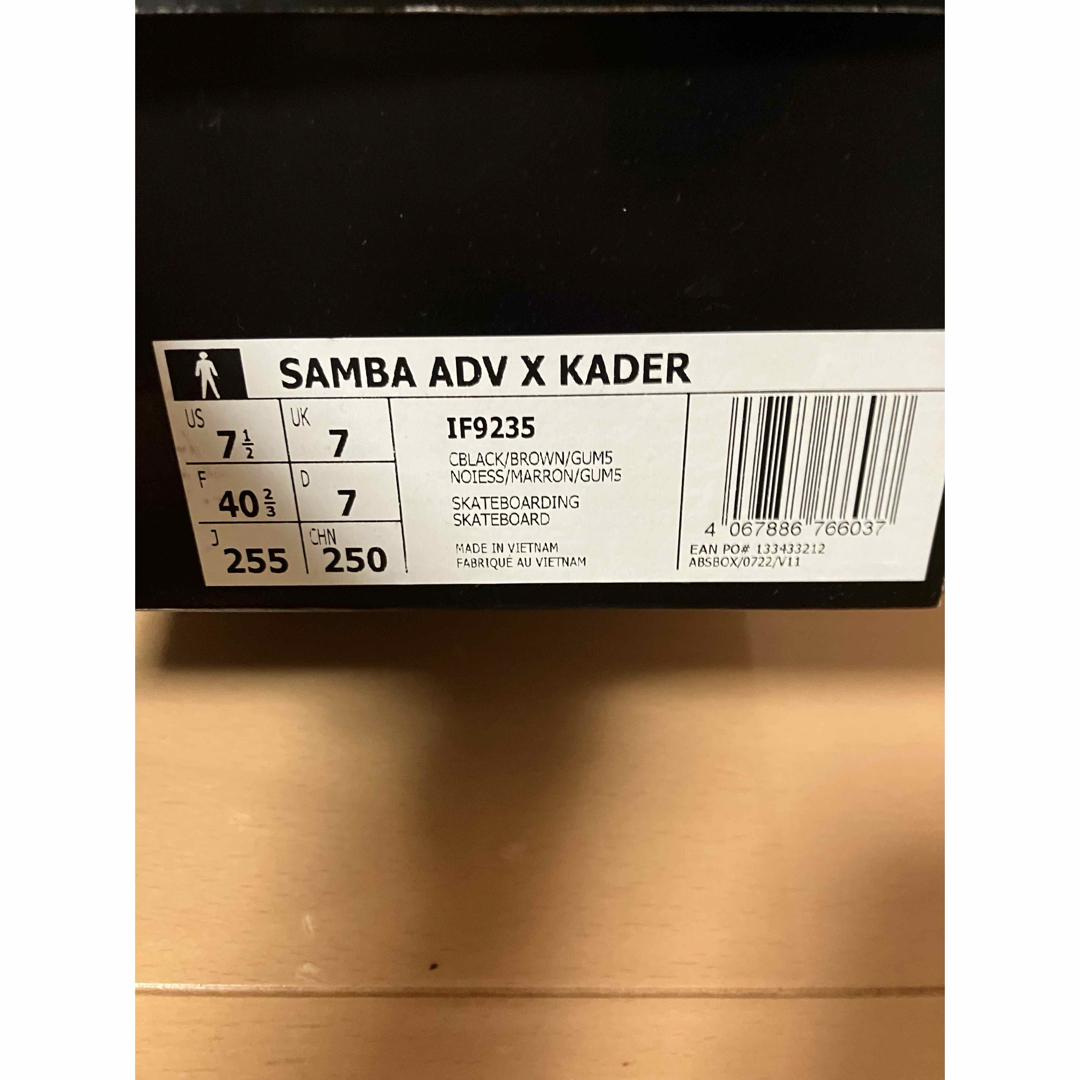 SAMBA ADV X KADER
US 7 1/2 UK 7
F 40 2/3 D 7
J 255 CHN 250
IF9235
CBLACK/BROWN/GUM5
NOIESS/MARRON/GUM5
SKATEBOARDING
SKATEBOARD
MADE IN VIETNAM
FABRIQUÉ AU VIETNAM
4 067886 766037
EAN PO# 133433212
ABSBOX/0722/V11